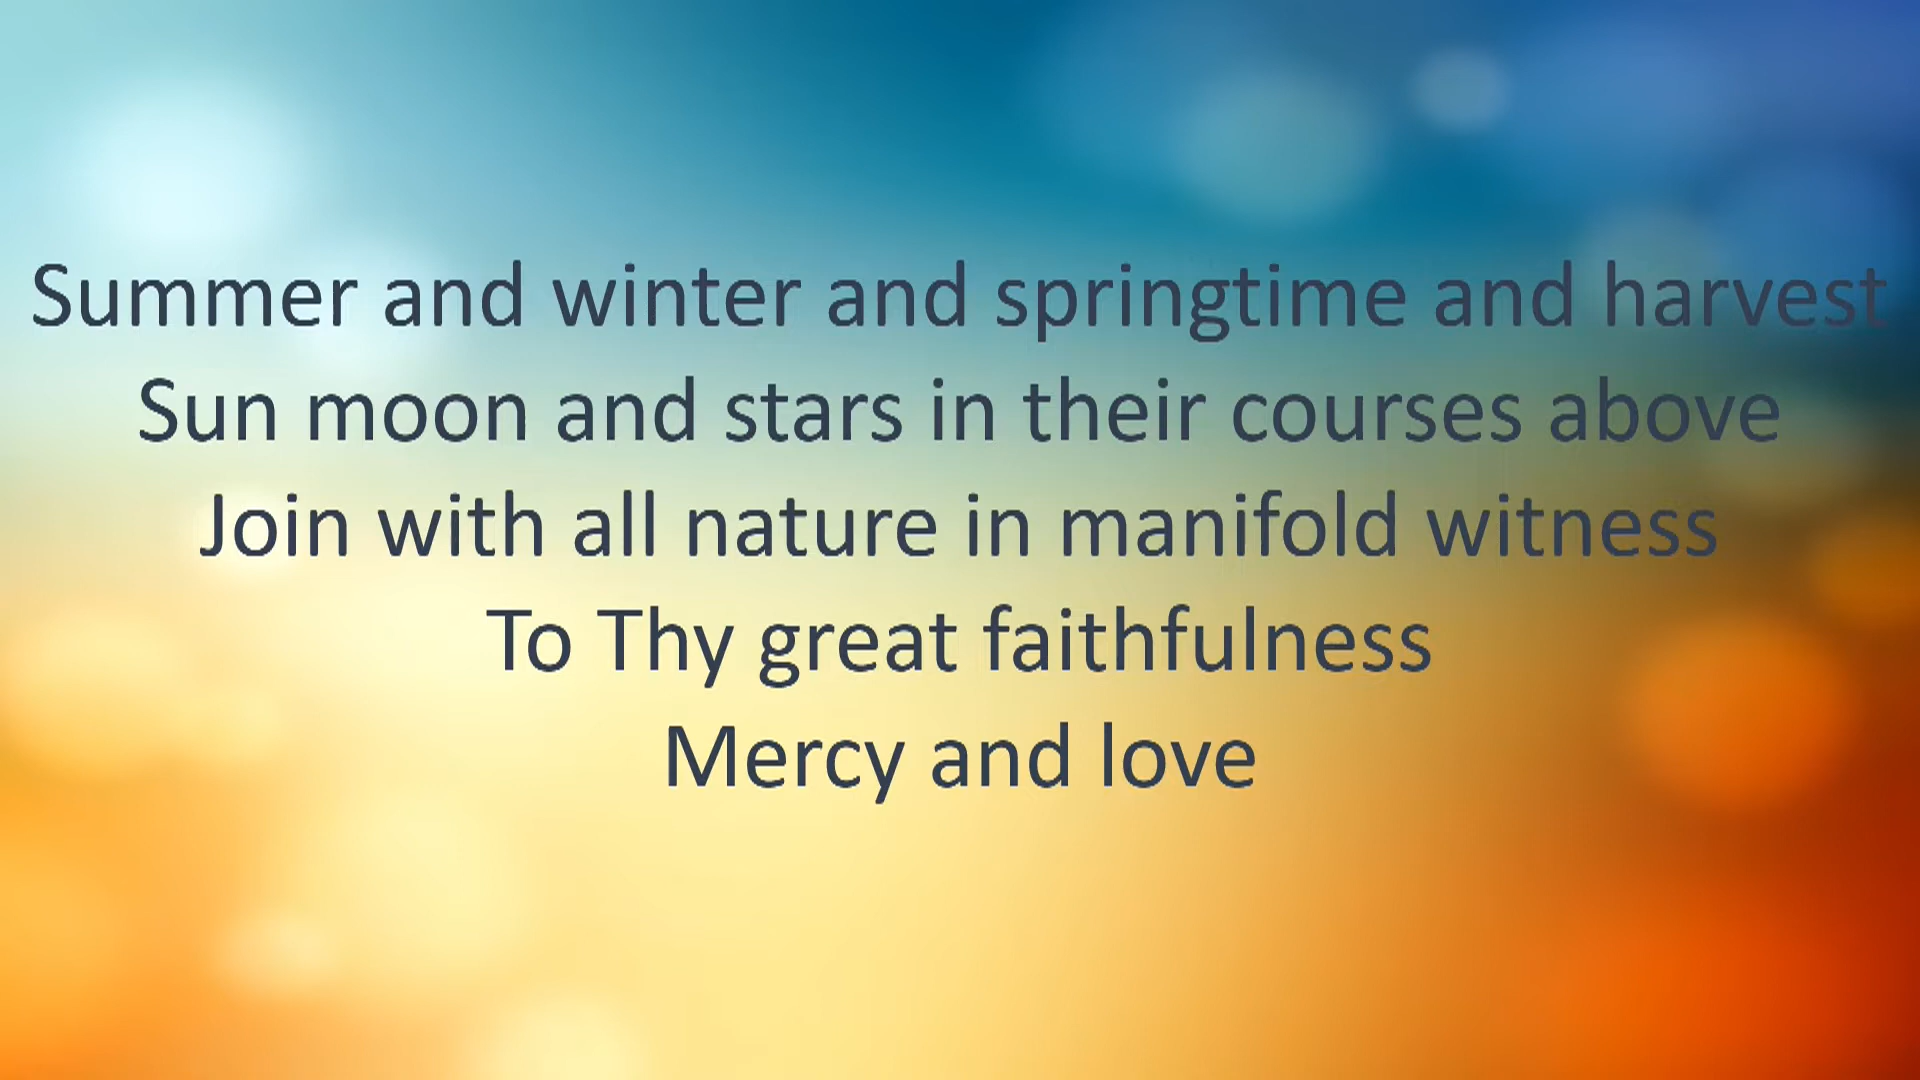 Summer and winter and springtime and harvest
Sun moon and stars in their courses above
Join with all nature in manifold witness
To Thy great faithfulness
Mercy and love